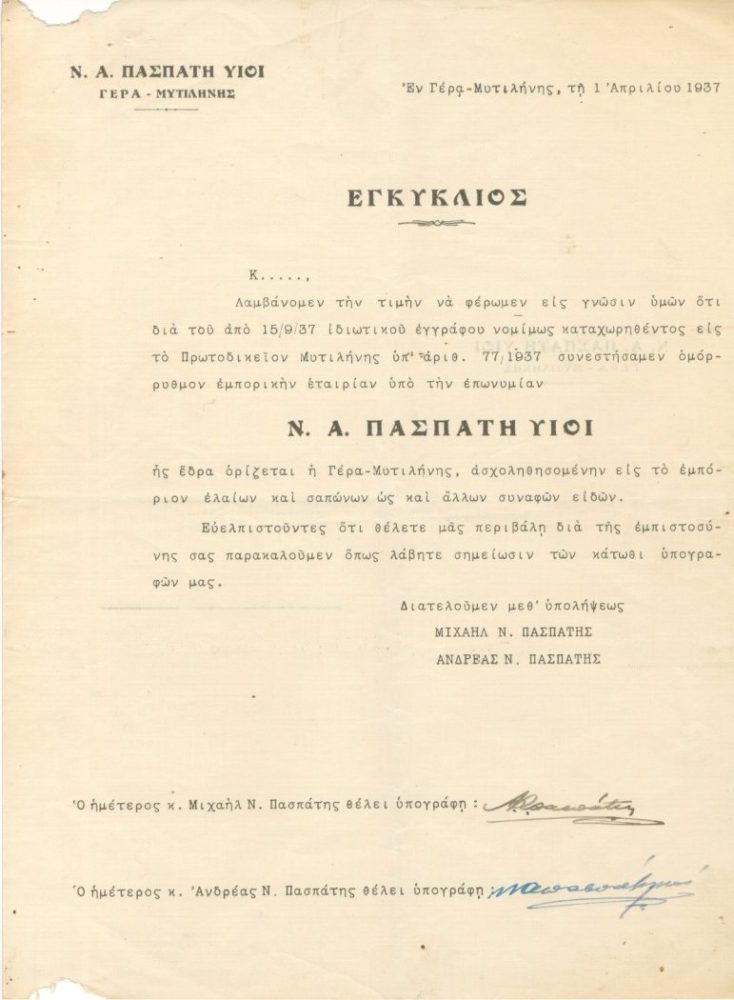 Ν. Α. ΠΑΣΠΑΤΗ ΥΙΟΙ
ΓΕΡΑ - ΜΥΤΙΛΗΝΗΣ
Ἐν Γέρᾳ-Μυτιλήνης, τῇ 1 Ἀπριλίου 1937
ΕΓΚΥΚΛΙΟΣ
Κ.....,
Λαμβάνομεν τὴν τιμὴν νὰ φέρωμεν εἰς γνῶσιν ὑμῶν ὅτι
διὰ τοῦ ἀπὸ 15/9/37 ἰδιωτικοῦ ἐγγράφου νομίμως καταχωρηθέντος εἰς
τὸ Πρωτοδικεῖον Μυτιλήνης ὑπ' ἀριθ. 77/1937 συνεστήσαμεν ὁμόρ-
ρυθμον ἐμπορικὴν ἑταιρίαν ὑπὸ τὴν ἐπωνυμίαν
Ν. Α. ΠΑΣΠΑΤΗ ΥΙΟΙ
ἧς ἕδρα ὁρίζεται ἡ Γέρα-Μυτιλήνης, ἀσχοληθησομένην εἰς τὸ ἐμπό-
ριον ἐλαίων καὶ σαπώνων ὡς καὶ ἄλλων συναφῶν εἰδῶν.
Εὐελπιστοῦντες ὅτι θέλετε μᾶς περιβάλῃ διὰ τῆς ἐμπιστοσύ-
νης σας παρακαλοῦμεν ὅπως λάβητε σημείωσιν τῶν κάτωθι ὑπογρα-
φῶν μας.
Διατελοῦμεν μεθ' ὑπολήψεως
ΜΙΧΑΗΛ Ν. ΠΑΣΠΑΤΗΣ
ΑΝΔΡΕΑΣ Ν. ΠΑΣΠΑΤΗΣ
Ὁ ἡμέτερος κ. Μιχαὴλ Ν. Πασπάτης θέλει ὑπογράφῃ :
Ὁ ἡμέτερος κ. Ἀνδρέας Ν. Πασπάτης θέλει ὑπογράφῃ :